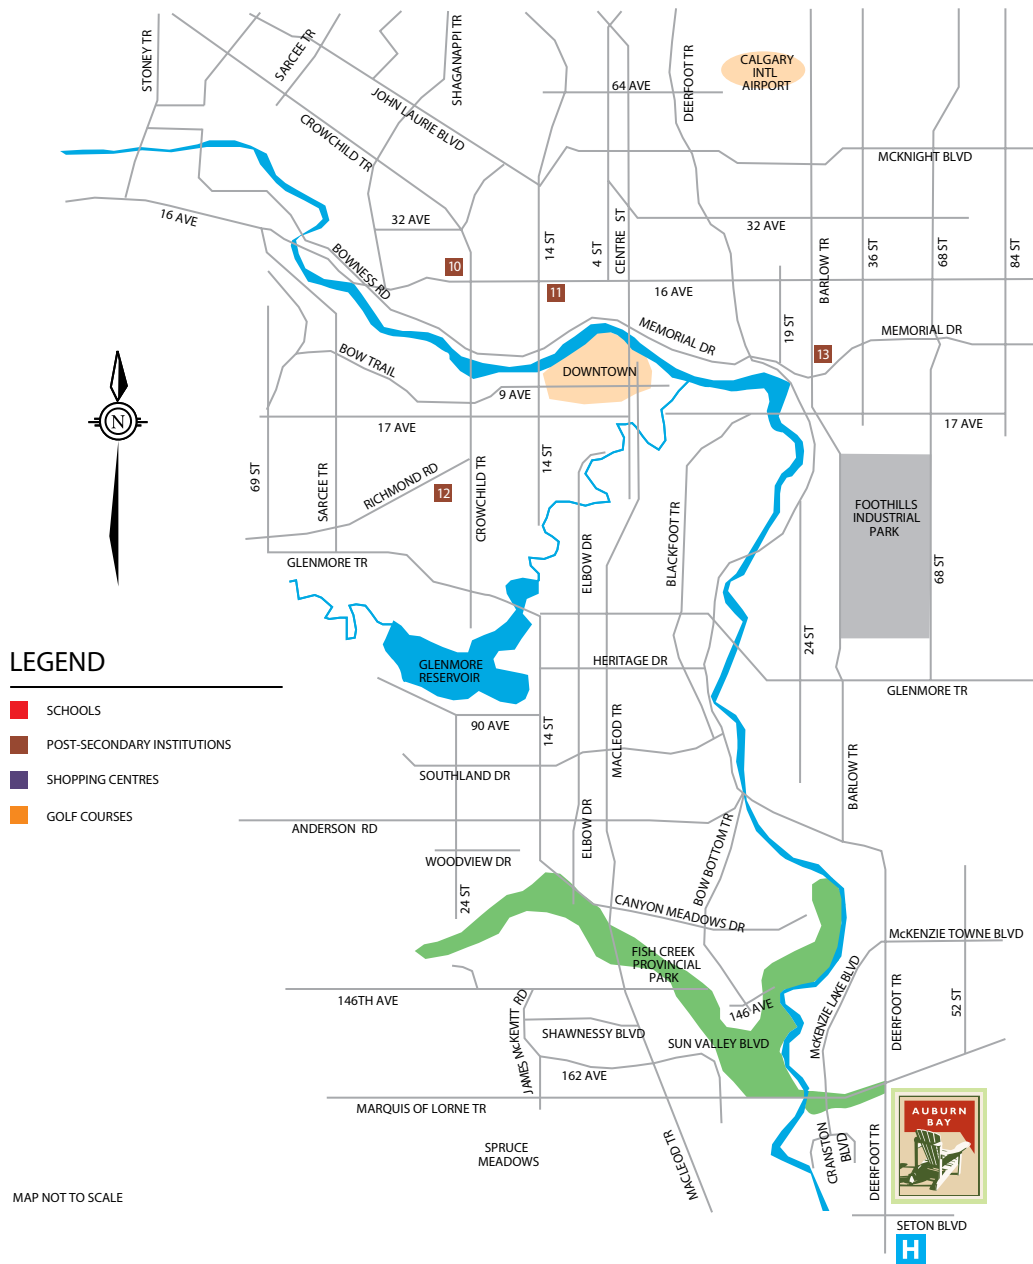 STONEY TR
SARCEE TR
SHAGANAPPI TR
JOHN LAURIE BLVD
CROWCHILD TR
64 AVE
DEERFOOT TR
CALGARY
INTL
AIRPORT
MCKNIGHT BLVD
16 AVE
32 AVE
32 AVE
BOWNESS RD
10
14 ST
4 ST
CENTRE ST
BARLOW TR
36 ST
68 ST
84 ST
11
16 AVE
19 ST
MEMORIAL DR
MEMORIAL DR
13
BOW TRAIL
DOWNTOWN
9 AVE
17 AVE
17 AVE
N
69 ST
SARCEE TR
RICHMOND RD
12
CROWCHILD TR
14 ST
ELBOW DR
BLACKFOOT TR
FOOTHILLS
INDUSTRIAL
PARK
68 ST
GLENMORE TR
24 ST
LEGEND
SCHOOLS
POST-SECONDARY INSTITUTIONS
SHOPPING CENTRES
GOLF COURSES
GLENMORE
RESERVOIR
HERITAGE DR
GLENMORE TR
90 AVE
14 ST
MACLEOD TR
SOUTHLAND DR
BARLOW TR
ANDERSON RD
ELBOW DR
WOODVIEW DR
BOW BOTTOM TR
24 ST
CANYON MEADOWS DR
McKENZIE TOWNE BLVD
FISH CREEK
PROVINCIAL
PARK
McKENZIE LAKE BLVD
DEERFOOT TR
52 ST
146TH AVE
146 AVE
JAMES McKEVITT RD
SHAWNESSY BLVD
SUN VALLEY BLVD
162 AVE
MARQUIS OF LORNE TR
AUBURN
BAY
SPRUCE
MEADOWS
MACLEOD TR
CRANSTON
BLVD
DEERFOOT TR
MAP NOT TO SCALE
SETON BLVD
H